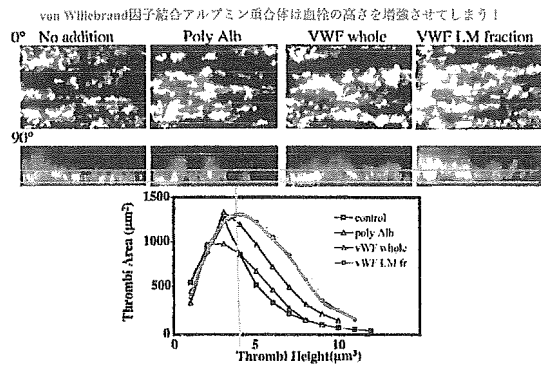 von Willebrand因子結合アルブミン重合体は血栓の高さを増強させてしまう！
0° No addition Poly Alb VWF whole VWF LM fraction
90°
Thrombi Area (μm²)
1500
1000
500
0
control
poly Alb
vWF whole
vWF LM fr
0 5 10 15
Thrombi Height(μm³)